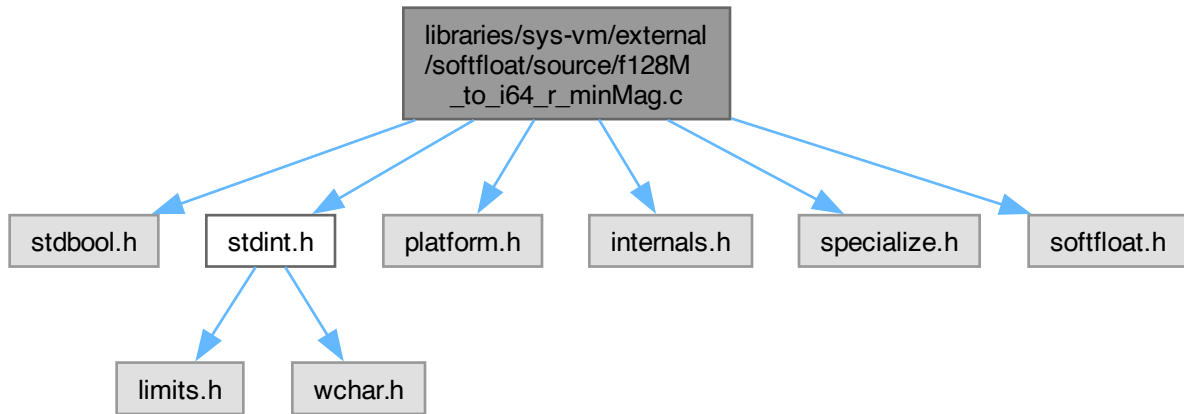 libraries/sys-vm/external
/softfloat/source/f128M
_to_i64_r_minMag.c
stdbool.h
stdint.h
platform.h
internals.h
specialize.h
softfloat.h
limits.h
wchar.h